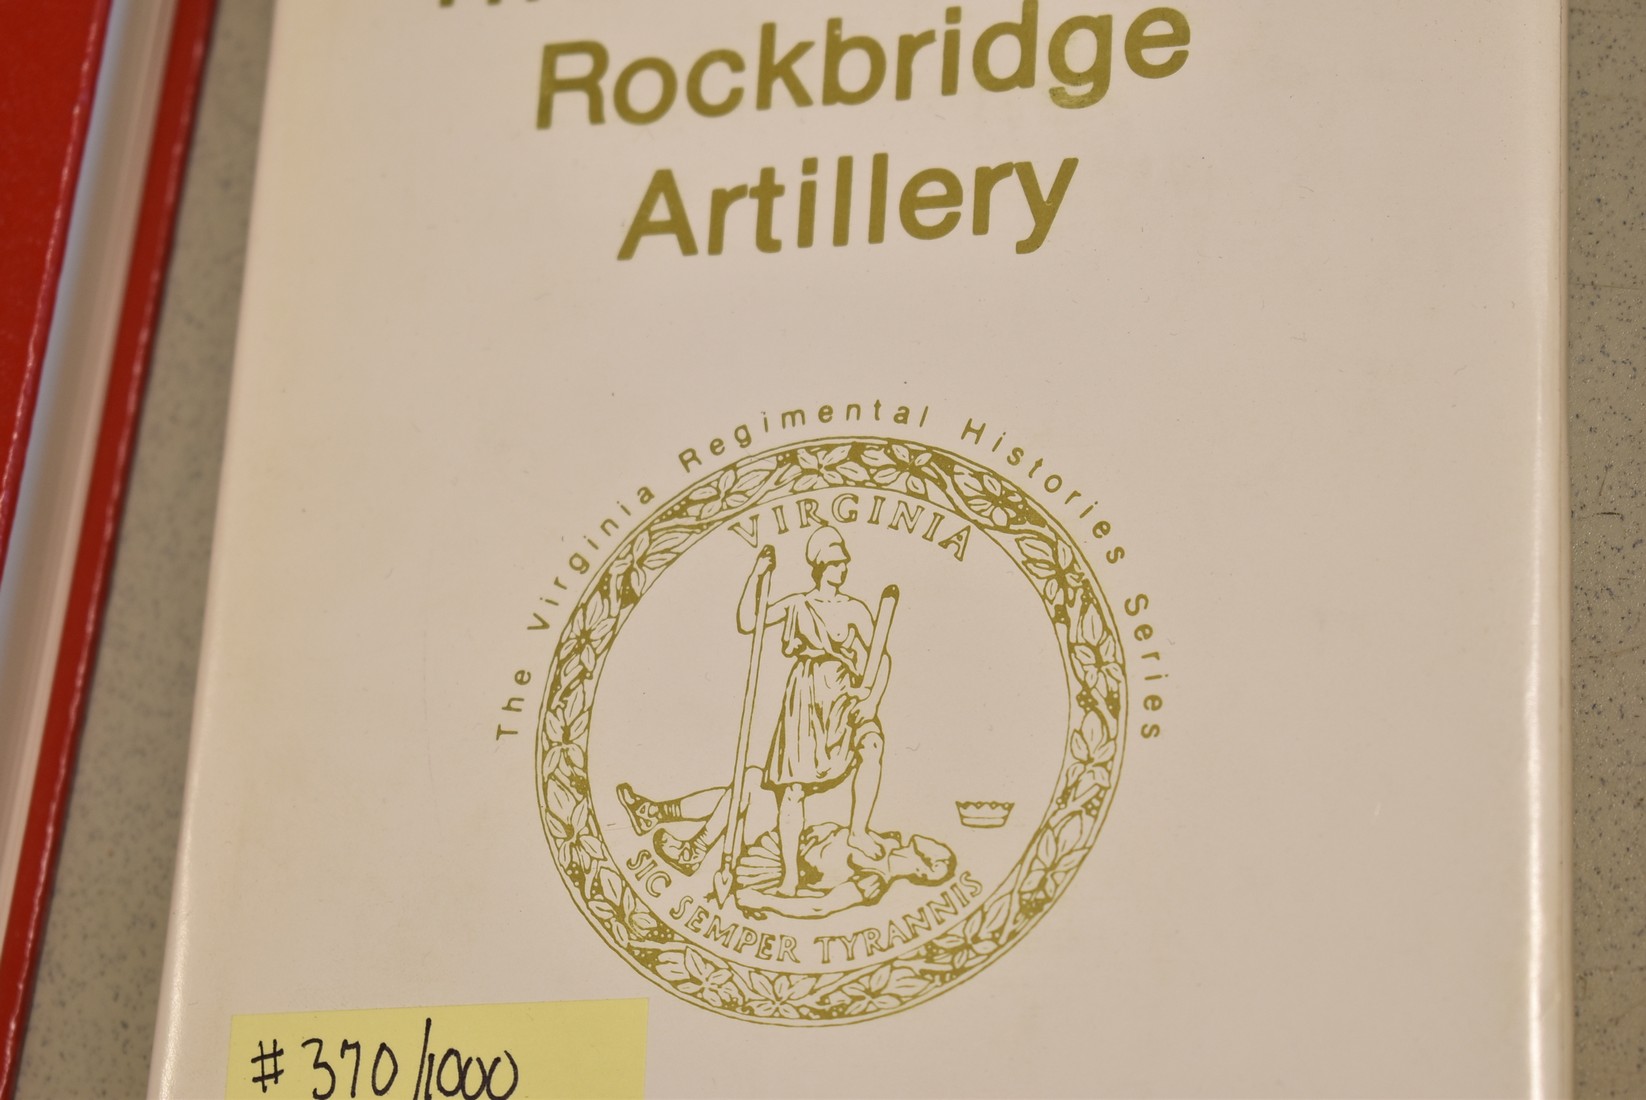 Rockbridge
Artillery
The Virginia Regimental Histories Series
VIRGINIA
SIC SEMPER TYRANNIS
# 370/1000